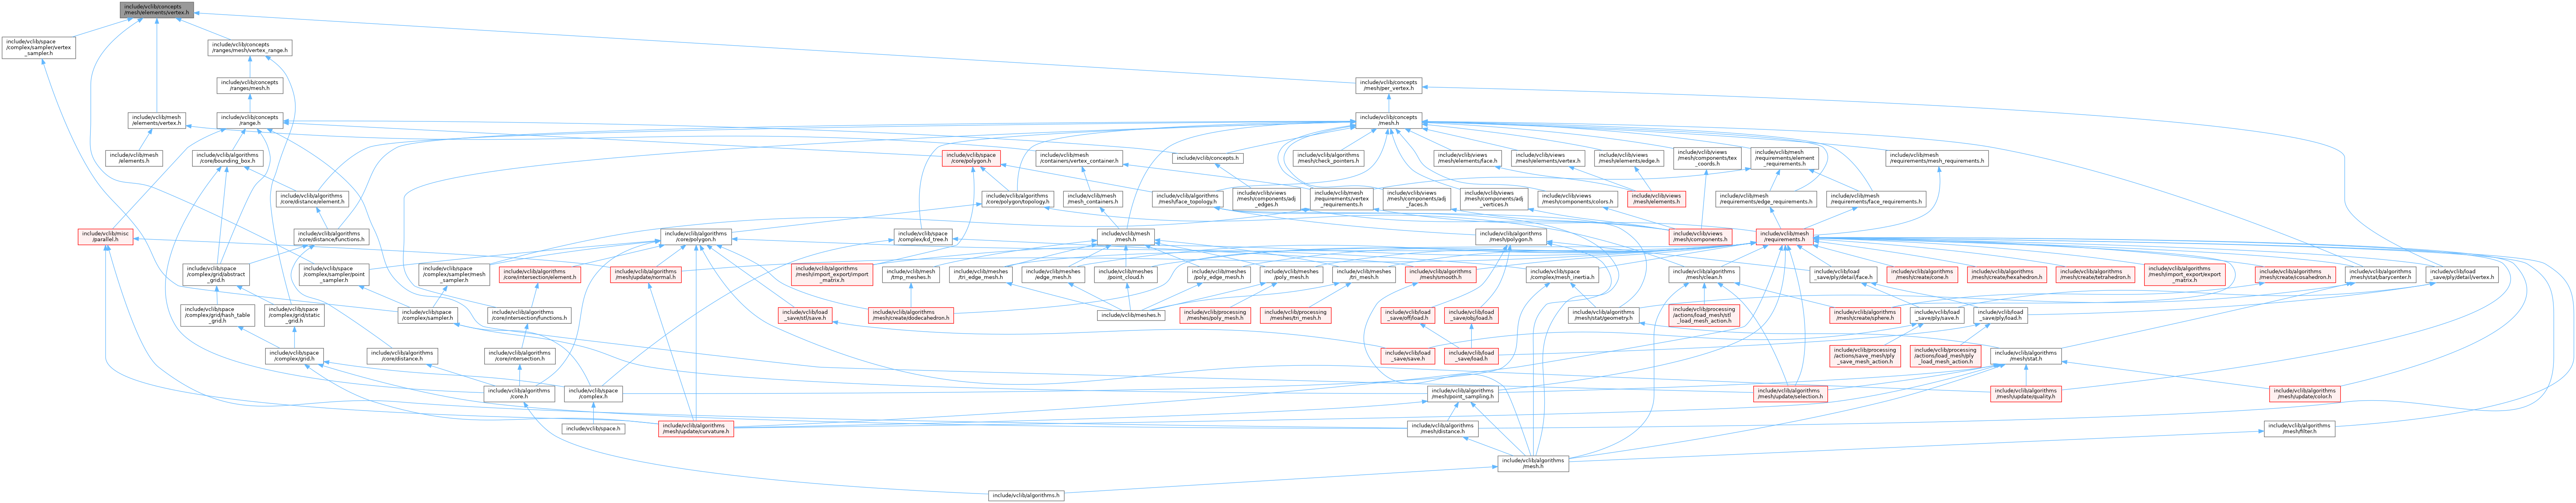 include/vclib/concepts
/mesh/elements/vertex.h
include/vclib/space
/complex/sampler/vertex
_sampler.h
include/vclib/concepts
/ranges/mesh/vertex_range.h
include/vclib/concepts
/ranges/mesh.h
include/vclib/concepts
/mesh/per_vertex.h
include/vclib/mesh
/elements/vertex.h
include/vclib/concepts
/range.h
include/vclib/concepts
/mesh.h
include/vclib/mesh
/elements.h
include/vclib/algorithms
/core/bounding_box.h
include/vclib/space
/core/polygon.h
include/vclib/mesh
/containers/vertex_container.h
include/vclib/concepts.h
include/vclib/algorithms
/mesh/check_pointers.h
include/vclib/views
/mesh/elements/face.h
include/vclib/views
/mesh/elements/vertex.h
include/vclib/views
/mesh/elements/edge.h
include/vclib/views
/mesh/components/tex
_coords.h
include/vclib/mesh
/requirements/element
_requirements.h
include/vclib/mesh
/requirements/mesh_requirements.h
include/vclib/algorithms
/core/distance/element.h
include/vclib/algorithms
/core/polygon/topology.h
include/vclib/mesh
/mesh_containers.h
include/vclib/algorithms
/mesh/face_topology.h
include/vclib/views
/mesh/components/adj
_edges.h
include/vclib/mesh
/requirements/vertex
_requirements.h
include/vclib/views
/mesh/components/adj
_faces.h
include/vclib/views
/mesh/components/adj
_vertices.h
include/vclib/views
/mesh/components/colors.h
include/vclib/views
/mesh/elements.h
include/vclib/mesh
/requirements/edge_requirements.h
include/vclib/mesh
/requirements/face_requirements.h
include/vclib/misc
/parallel.h
include/vclib/algorithms
/core/distance/functions.h
include/vclib/algorithms
/core/polygon.h
include/vclib/space
/complex/kd_tree.h
include/vclib/mesh
/mesh.h
include/vclib/algorithms
/mesh/polygon.h
include/vclib/views
/mesh/components.h
include/vclib/mesh
/requirements.h
include/vclib/space
/complex/grid/abstract
_grid.h
include/vclib/space
/complex/sampler/point
_sampler.h
include/vclib/space
/complex/sampler/mesh
_sampler.h
include/vclib/algorithms
/core/intersection/element.h
include/vclib/algorithms
/mesh/update/normal.h
include/vclib/algorithms
/mesh/import_export/import
_matrix.h
include/vclib/mesh
/tmp_meshes.h
include/vclib/meshes
/tri_edge_mesh.h
include/vclib/meshes
/edge_mesh.h
include/vclib/meshes
/point_cloud.h
include/vclib/meshes
/poly_edge_mesh.h
include/vclib/meshes
/poly_mesh.h
include/vclib/meshes
/tri_mesh.h
include/vclib/algorithms
/mesh/smooth.h
include/vclib/space
/complex/mesh_inertia.h
include/vclib/algorithms
/mesh/clean.h
include/vclib/load
_save/ply/detail/face.h
include/vclib/algorithms
/mesh/create/cone.h
include/vclib/algorithms
/mesh/create/hexahedron.h
include/vclib/algorithms
/mesh/create/tetrahedron.h
include/vclib/algorithms
/mesh/import_export/export
_matrix.h
include/vclib/algorithms
/mesh/create/icosahedron.h
include/vclib/algorithms
/mesh/stat/barycenter.h
include/vclib/load
_save/ply/detail/vertex.h
include/vclib/space
/complex/grid/hash_table
_grid.h
include/vclib/space
/complex/grid/static
_grid.h
include/vclib/space
/complex/sampler.h
include/vclib/algorithms
/core/intersection/functions.h
include/vclib/load
_save/stl/save.h
include/vclib/algorithms
/mesh/create/dodecahedron.h
include/vclib/meshes.h
include/vclib/processing
/meshes/poly_mesh.h
include/vclib/processing
/meshes/tri_mesh.h
include/vclib/load
_save/off/load.h
include/vclib/load
_save/obj/load.h
include/vclib/algorithms
/mesh/stat/geometry.h
include/vclib/processing
/actions/load_mesh/stl
_load_mesh_action.h
include/vclib/algorithms
/mesh/create/sphere.h
include/vclib/load
_save/ply/save.h
include/vclib/load
_save/ply/load.h
include/vclib/space
/complex/grid.h
include/vclib/algorithms
/core/distance.h
include/vclib/algorithms
/core/intersection.h
include/vclib/load
_save/save.h
include/vclib/load
_save/load.h
include/vclib/processing
/actions/save_mesh/ply
_save_mesh_action.h
include/vclib/processing
/actions/load_mesh/ply
_load_mesh_action.h
include/vclib/algorithms
/mesh/stat.h
include/vclib/algorithms
/core.h
include/vclib/space
/complex.h
include/vclib/algorithms
/mesh/point_sampling.h
include/vclib/algorithms
/mesh/update/selection.h
include/vclib/algorithms
/mesh/update/quality.h
include/vclib/algorithms
/mesh/update/color.h
include/vclib/space.h
include/vclib/algorithms
/mesh/update/curvature.h
include/vclib/algorithms
/mesh/distance.h
include/vclib/algorithms
/mesh/filter.h
include/vclib/algorithms
/mesh.h
include/vclib/algorithms.h